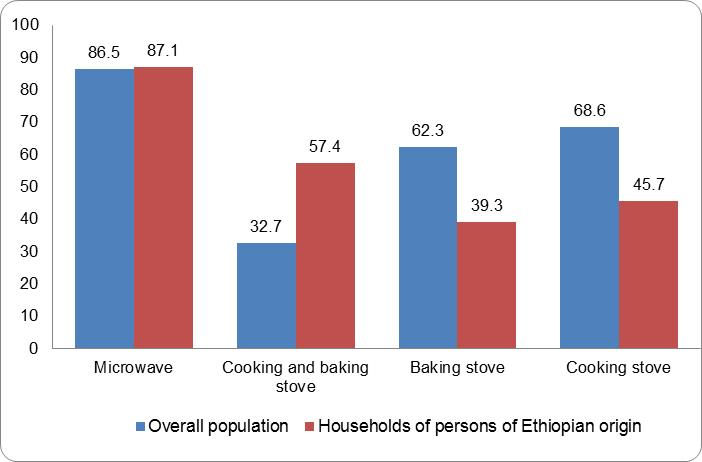 100
90
80
70
60
50
40
30
20
10
0
86.5 87.1
32.7 57.4
62.3 39.3
68.6 45.7
Microwave
Cooking and baking
stove
Baking stove
Cooking stove
Overall population
Households of persons of Ethiopian origin